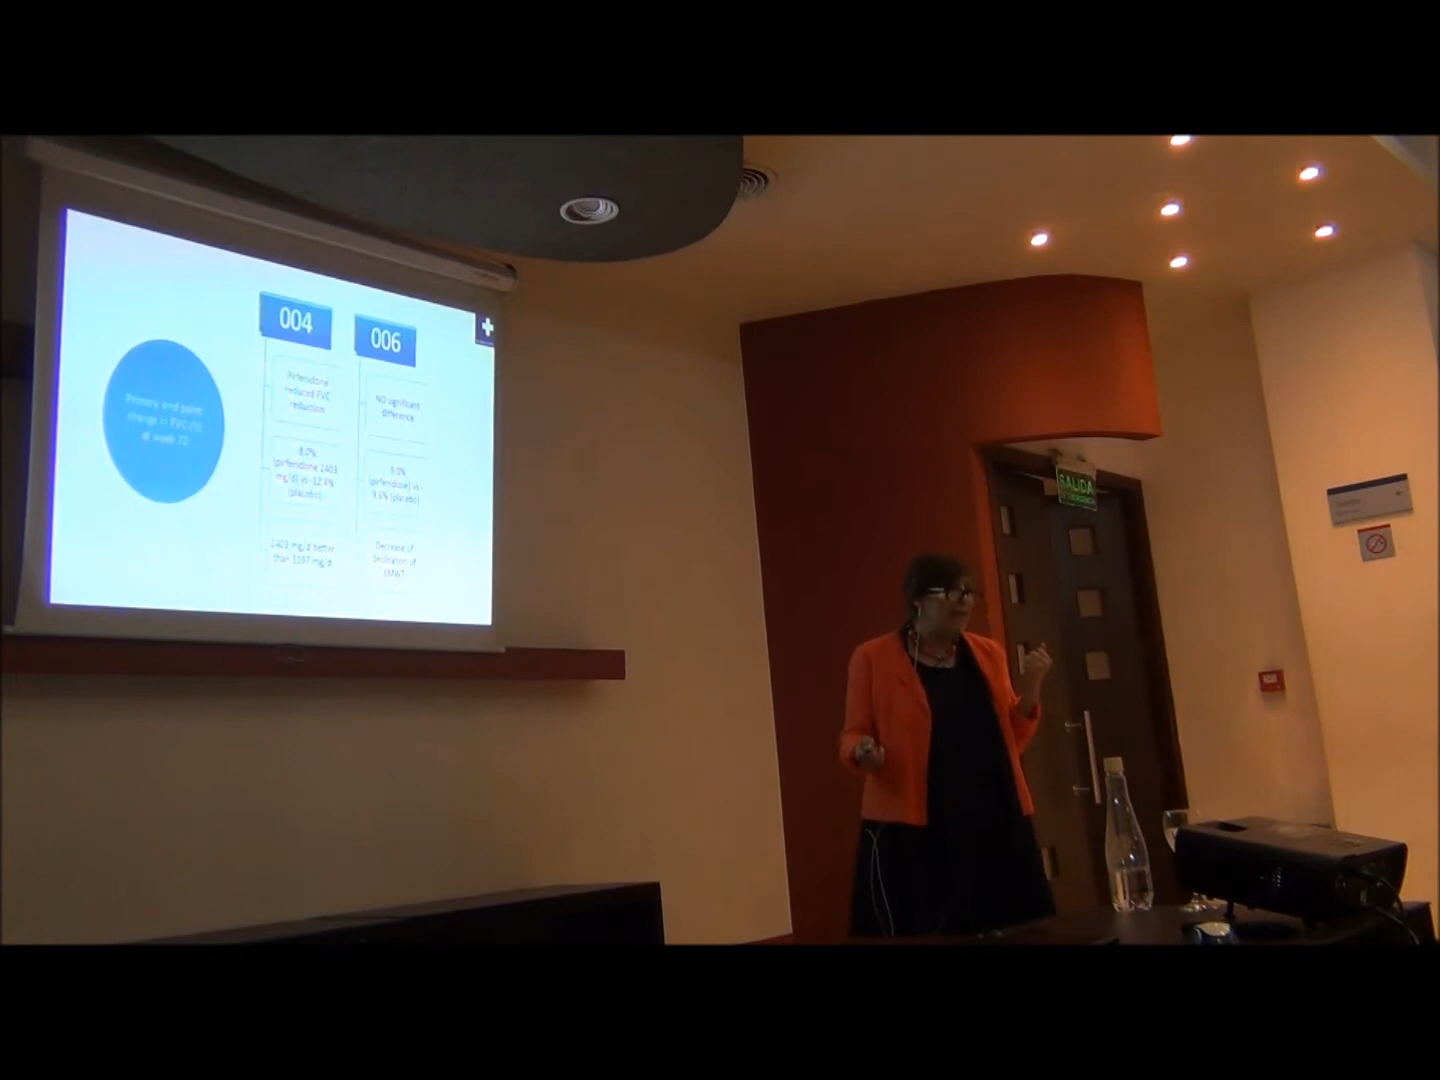 Primary end point:
change in FVC (%)
at week 72
004
Pirfenidone
reduced FVC
reduction
-8.0%
(pirfenidone 2403
mg/d) vs -12.4%
(placebo)
2403 mg/d better
than 1197 mg/d
006
NO significant
difference
9.0%
(pirfenidone) vs -
9.6% (placebo)
Decrease of
declination of
6MWT
SALIDA